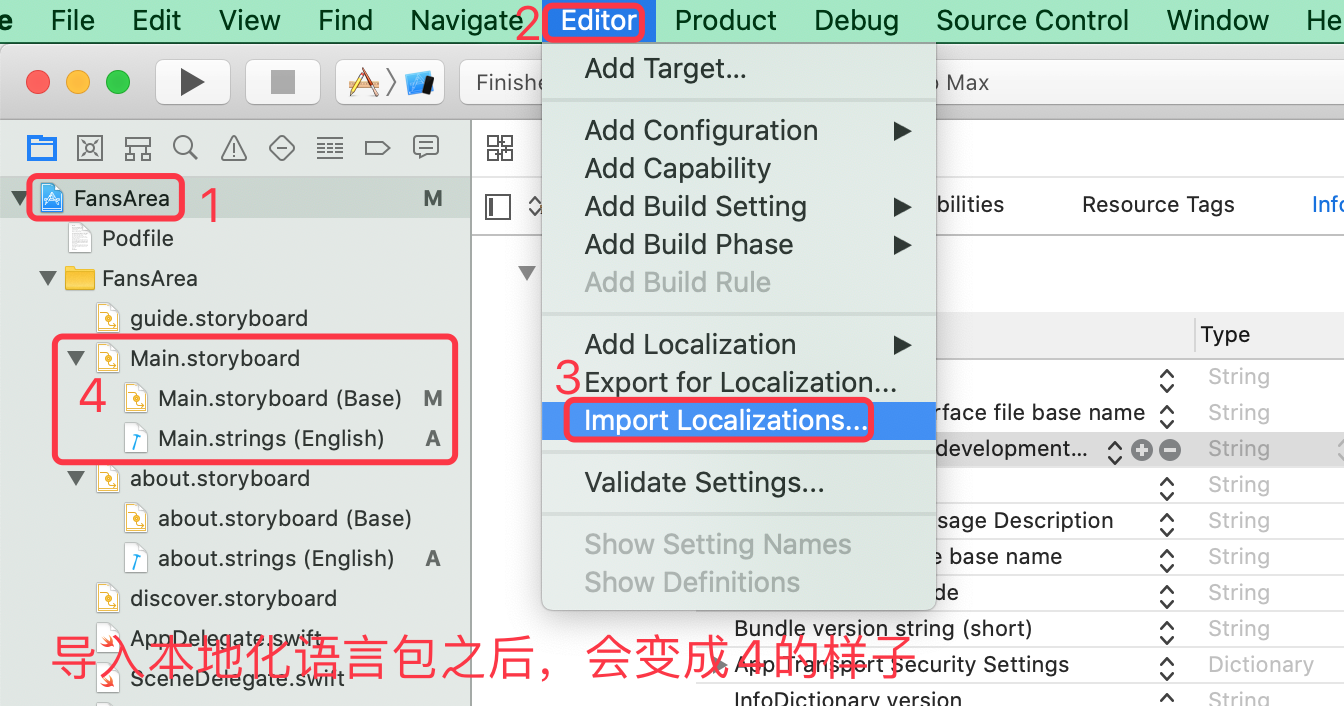 e File Edit View Find Navigate 2 Editor Product Debug Source Control Window He
Add Target...
Finishe
Max
Add Configuration
Add Capability
FansArea M 1
Add Build Setting
bilities Resource Tags Info
Podfile
Add Build Phase
FansArea
Add Build Rule
guide.storyboard
Add Localization
Type
Main.storyboard
3 Export for Localization...
String
4 Main.storyboard (Base) M
Import Localizations...
rface file base name String
Main.strings (English) A
development... String
about.storyboard
Validate Settings...
String
about.storyboard (Base)
sage Description String
about.strings (English) A
Show Setting Names
e base name String
Show Definitions
discover.storyboard
de String
AppDelegate.swift
Bundle version string (short) String
导入本地化语言包之后，会变成 4 的样子
SceneDelegate.swift
App Transport Security Settings Dictionary
InfoDictionary version String